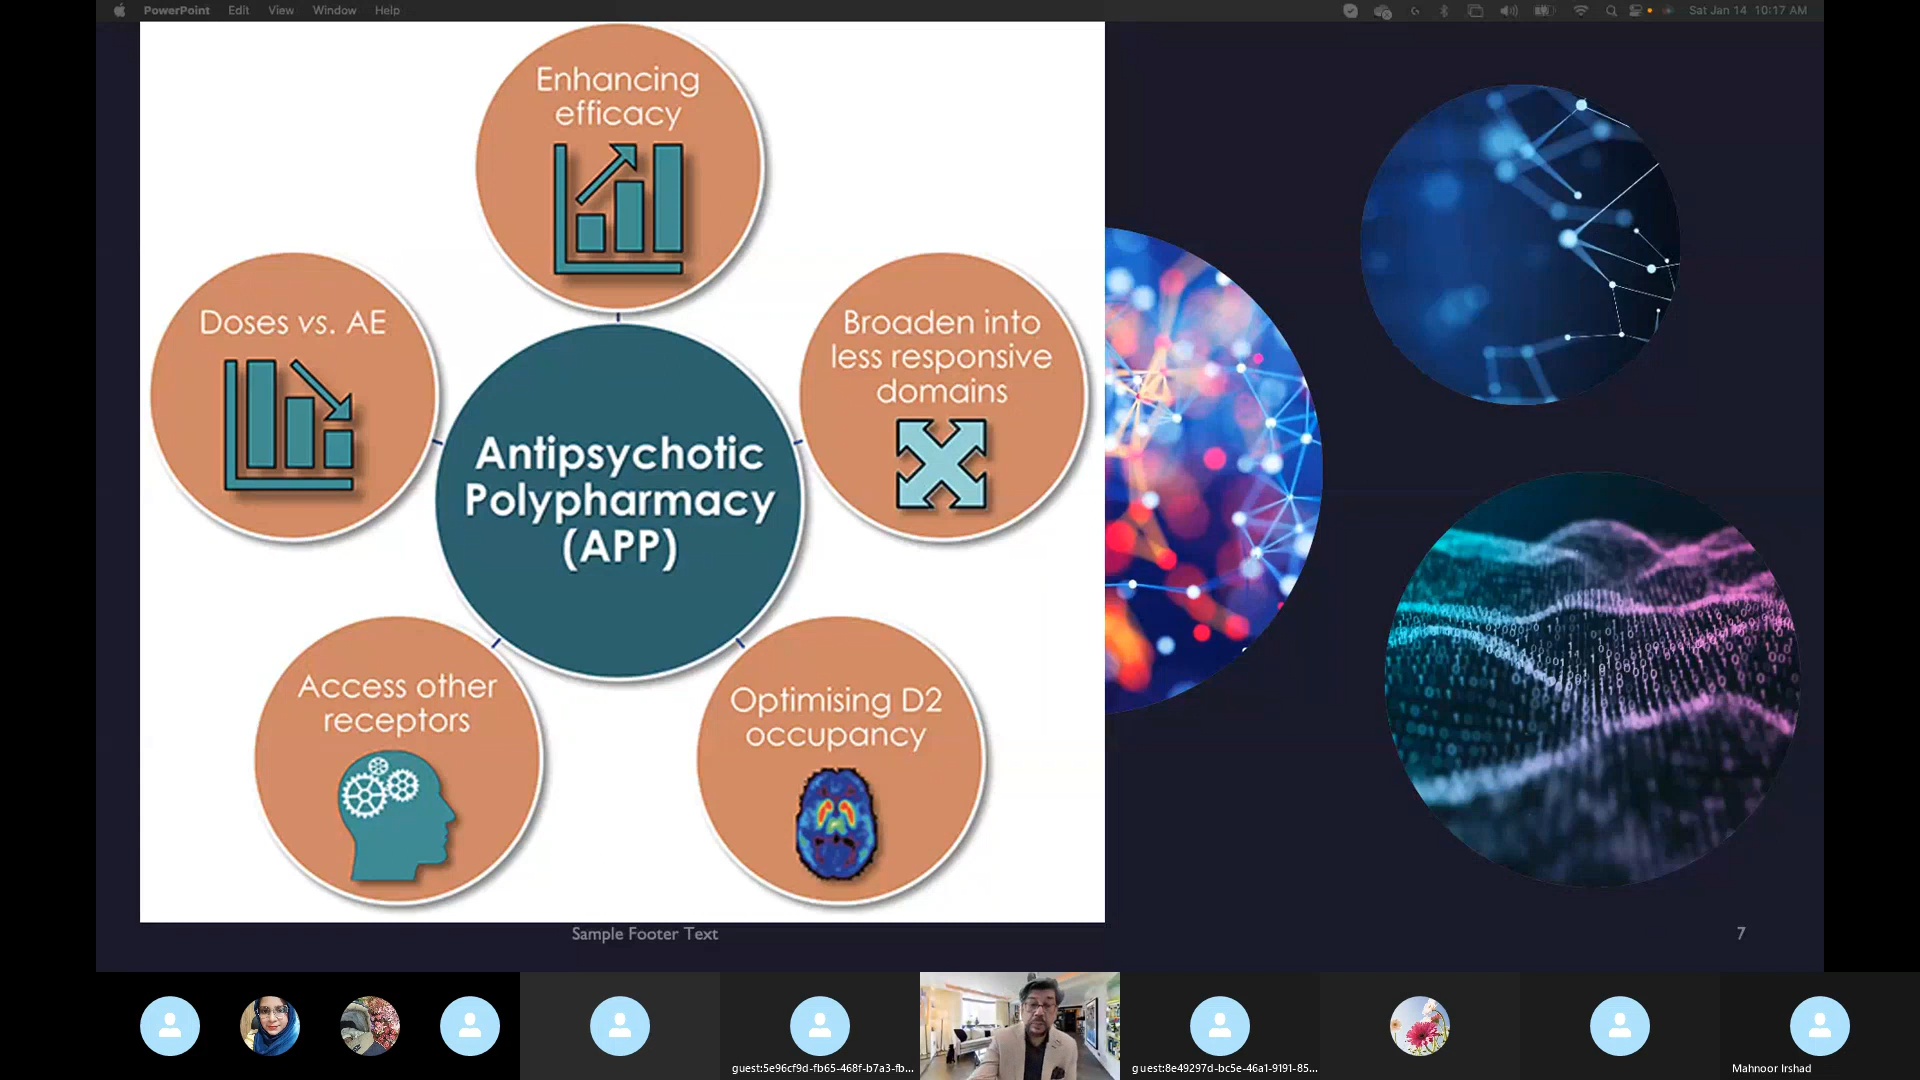 PowerPoint Edit View Window Help
Sat Jan 14 10:17 AM
Enhancing
efficacy
Doses vs. AE
Broaden into
less responsive
domains
Antipsychotic
Polypharmacy
(APP)
Access other
receptors
Optimising D2
occupancy
Sample Footer Text
7
guest:5e96cf9d-fb65-468f-b7a3-fb...
guest:8e49297d-bc5e-46a1-9191-85...
Mahnoor Irshad